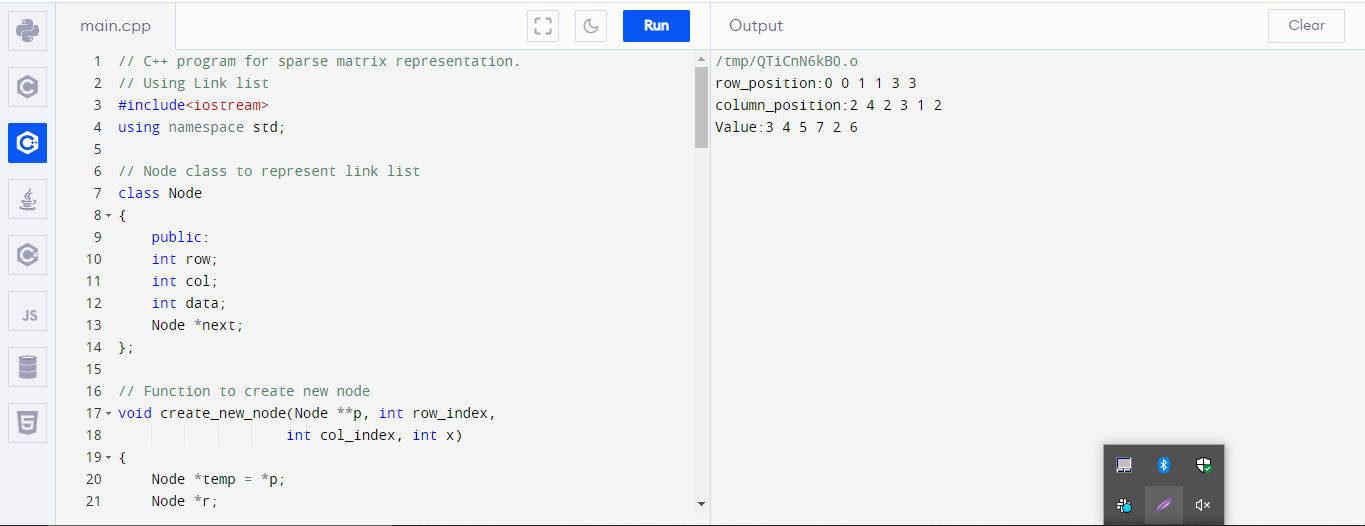 main.cpp
Run
Output
Clear
1 // C++ program for sparse matrix representation.
2 // Using Link list
3 #include<iostream>
4 using namespace std;
5
6 // Node class to represent link list
7 class Node
8 {
9     public:
10     int row;
11     int col;
12     int data;
13     Node *next;
14 };
15
16 // Function to create new node
17 void create_new_node(Node **p, int row_index,
18                     int col_index, int x)
19 {
20     Node *temp = *p;
21     Node *r;
/tmp/QTiCnN6kBO.o
row_position:0 0 1 1 3 3
column_position:2 4 2 3 1 2
Value:3 4 5 7 2 6
JS